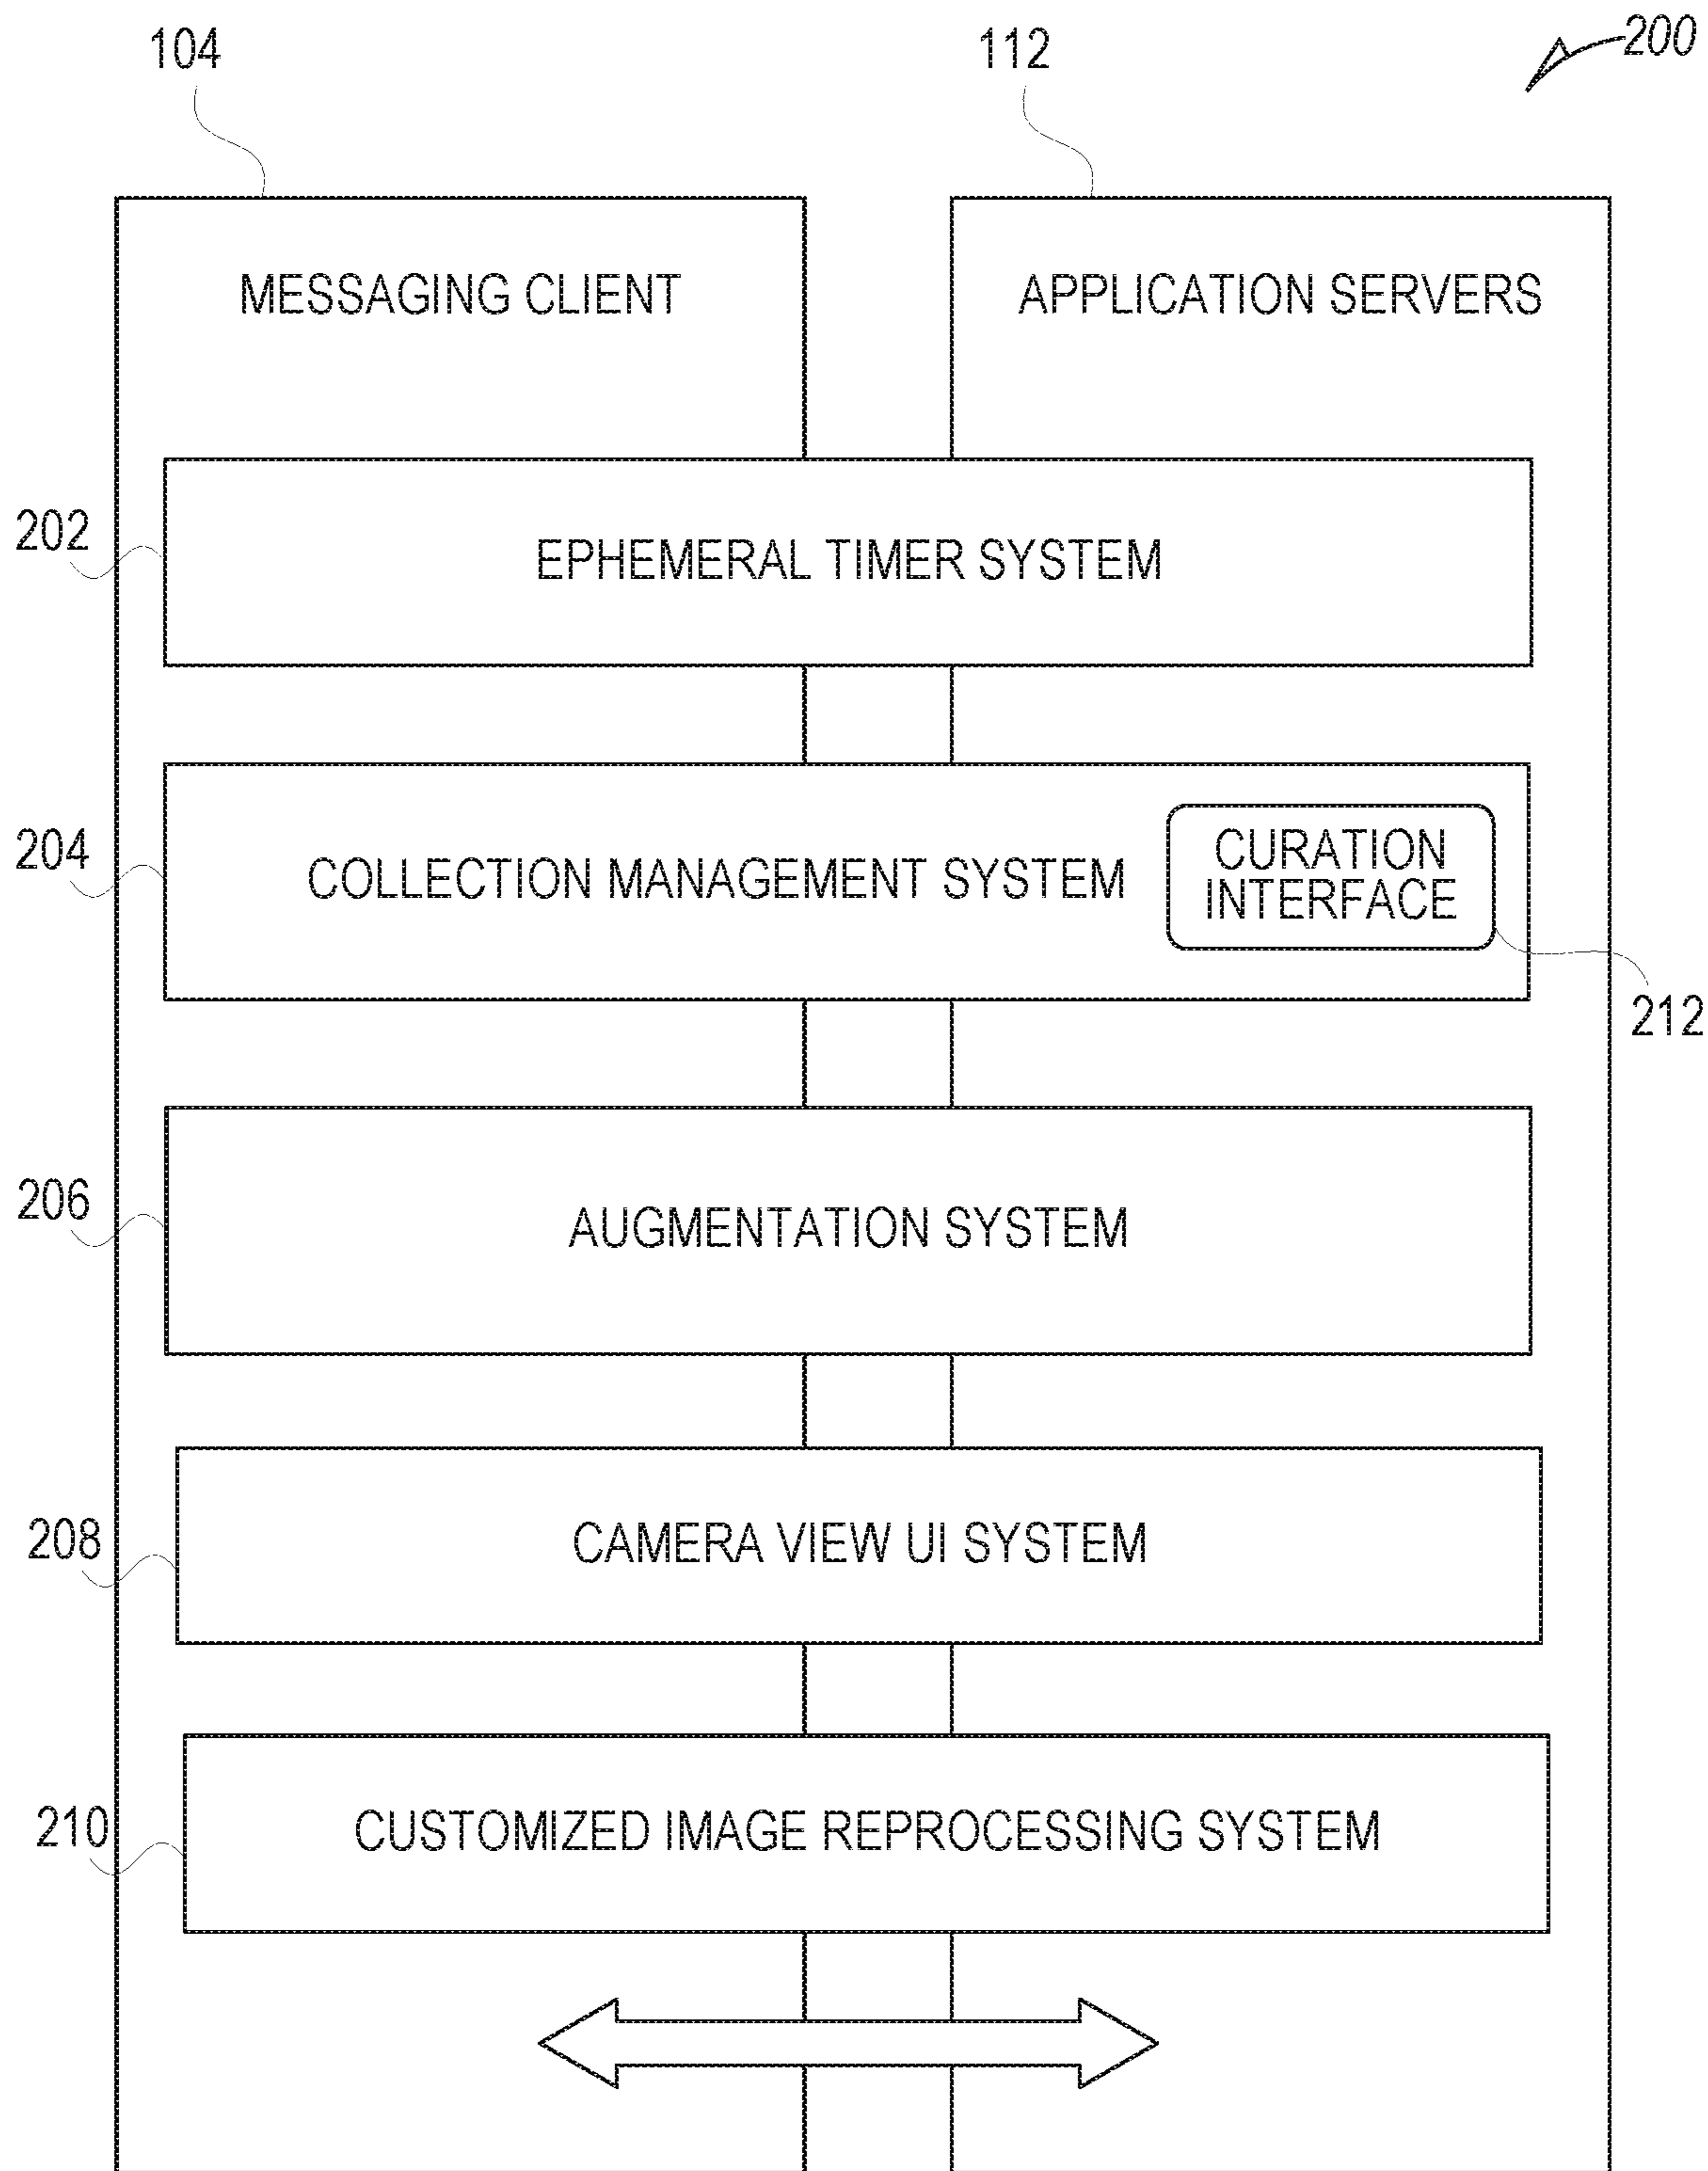 104
112
200
MESSAGING CLIENT
APPLICATION SERVERS
202
EPHEMERAL TIMER SYSTEM
204
COLLECTION MANAGEMENT SYSTEM
CURATION
INTERFACE
212
206
AUGMENTATION SYSTEM
208
CAMERA VIEW UI SYSTEM
210
CUSTOMIZED IMAGE REPROCESSING SYSTEM